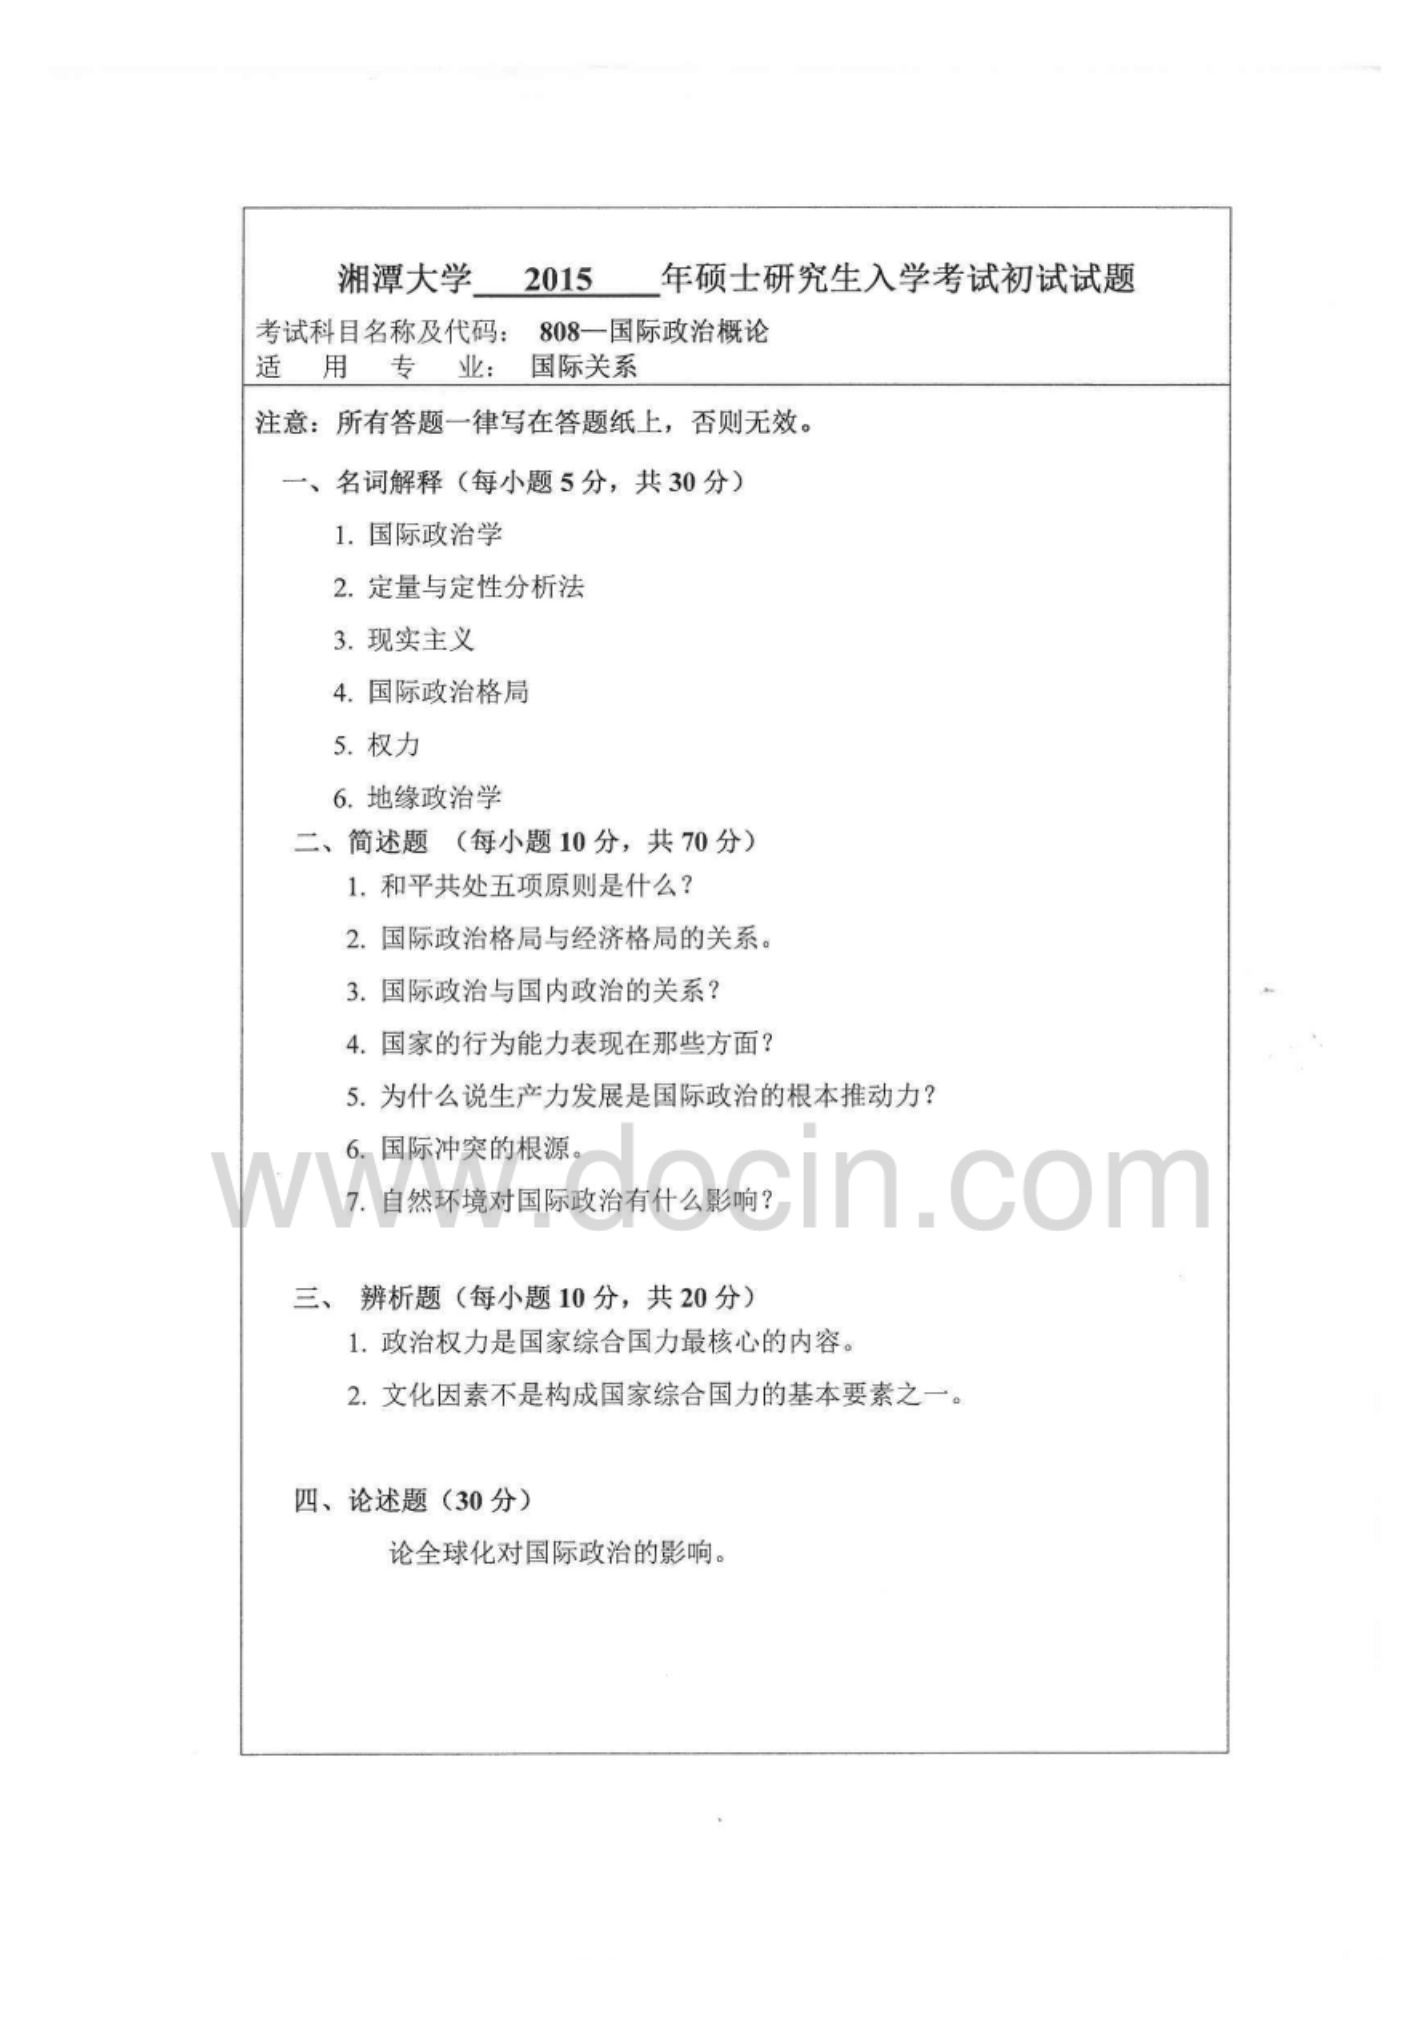 湘潭大学 2015 年硕士研究生入学考试初试试题
考试科目名称及代码： 808—国际政治概论
适 用 专 业： 国际关系
注意：所有答题一律写在答题纸上，否则无效。
一、名词解释（每小题 5 分，共 30 分）
1. 国际政治学
2. 定量与定性分析法
3. 现实主义
4. 国际政治格局
5. 权力
6. 地缘政治学
二、简述题 （每小题 10 分，共 70 分）
1. 和平共处五项原则是什么？
2. 国际政治格局与经济格局的关系。
3. 国际政治与国内政治的关系？
4. 国家的行为能力表现在那些方面？
5. 为什么说生产力发展是国际政治的根本推动力？
6. 国际冲突的根源。
www.docin.com
7. 自然环境对国际政治有什么影响？
三、 辨析题（每小题 10 分，共 20 分）
1. 政治权力是国家综合国力最核心的内容。
2. 文化因素不是构成国家综合国力的基本要素之一。
四、论述题（30 分）
论全球化对国际政治的影响。